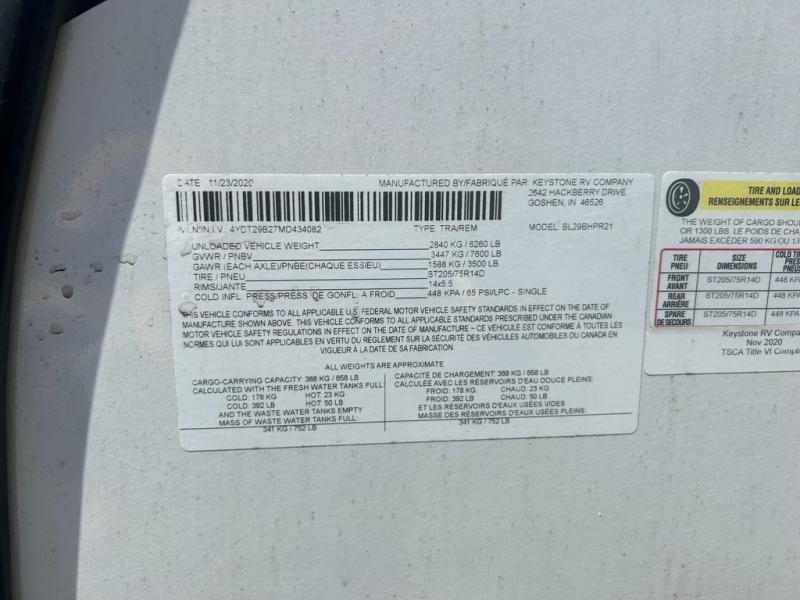 DATE 11/23/2020 MANUFACTURED BY/FABRIQUÉ PAR: KEYSTONE RV COMPANY
2642 HACKBERRY DRIVE
GOSHEN, IN 46526
V.I.N./N.I.V. 4YDT29B27MD434082 TYPE: TRA/REM MODEL: BL29BHPR21
UNLOADED VEHICLE WEIGHT 2840 KG / 6260 LB
GVWR / PNBV 3447 KG / 7600 LB
GAWR (EACH AXLE)/PNBE(CHAQUE ESSIEU) 1588 KG / 3500 LB
TIRE / PNEU ST205/75R14D
RIMS/JANTE 14x5.5
COLD INFL. PRESS/PRESS DE GONFL À FROID 448 KPA / 65 PSI/LPC - SINGLE
THIS VEHICLE CONFORMS TO ALL APPLICABLE U.S. FEDERAL MOTOR VEHICLE SAFETY STANDARDS IN EFFECT ON THE DATE OF
MANUFACTURE SHOWN ABOVE. THIS VEHICLE CONFORMS TO ALL APPLICABLE STANDARDS PRESCRIBED UNDER THE CANADIAN
MOTOR VEHICLE SAFETY REGULATIONS IN EFFECT ON THE DATE OF MANUFACTURE ~ CE VÉHICULE EST CONFORME À TOUTES LES
NORMES QUI LUI SONT APPLICABLES EN VERTU DU RÈGLEMENT SUR LA SÉCURITÉ DES VÉHICULES AUTOMOBILES DU CANADA EN
VIGUEUR À LA DATE DE SA FABRICATION.
ALL WEIGHTS ARE APPROXIMATE.
CARGO-CARRYING CAPACITY: 388 KG / 858 LB
CALCULATED WITH THE FRESH WATER TANKS FULL
COLD: 178 KG HOT: 23 KG
COLD: 392 LB HOT: 50 LB
AND THE WASTE WATER TANKS EMPTY
MASS OF WASTE WATER TANKS FULL:
341 KG / 752 LB
CAPACITÉ DE CHARGEMENT: 388 KG / 858 LB
CALCULÉE AVEC LES RÉSERVOIRS D'EAU DOUCE PLEINS
FROID: 178 KG CHAUD: 23 KG
FROID: 392 LB CHAUD: 50 LB
ET LES RÉSERVOIRS D'EAUX USÉES VIDES
MASSE DES RÉSERVOIRS D'EAUX USÉES PLEINS:
341 KG / 752 LB
TIRE AND LOAD
RENSEIGNEMENTS SUR LE
THE WEIGHT OF CARGO SHOULD
OR 1300 LBS. LE POIDS DE
JAMAIS EXCÉDER 590 KG OU
TIRE PNEU SIZE DIMENSIONS COLD
FRONT AVANT ST205/75R14D 448 KPA
REAR ARRIÈRE ST205/75R14D 448 KPA
SPARE DE SECOURS ST205/75R14D 448 KPA
Keystone RV
Nov 2020
TSCA Title VI